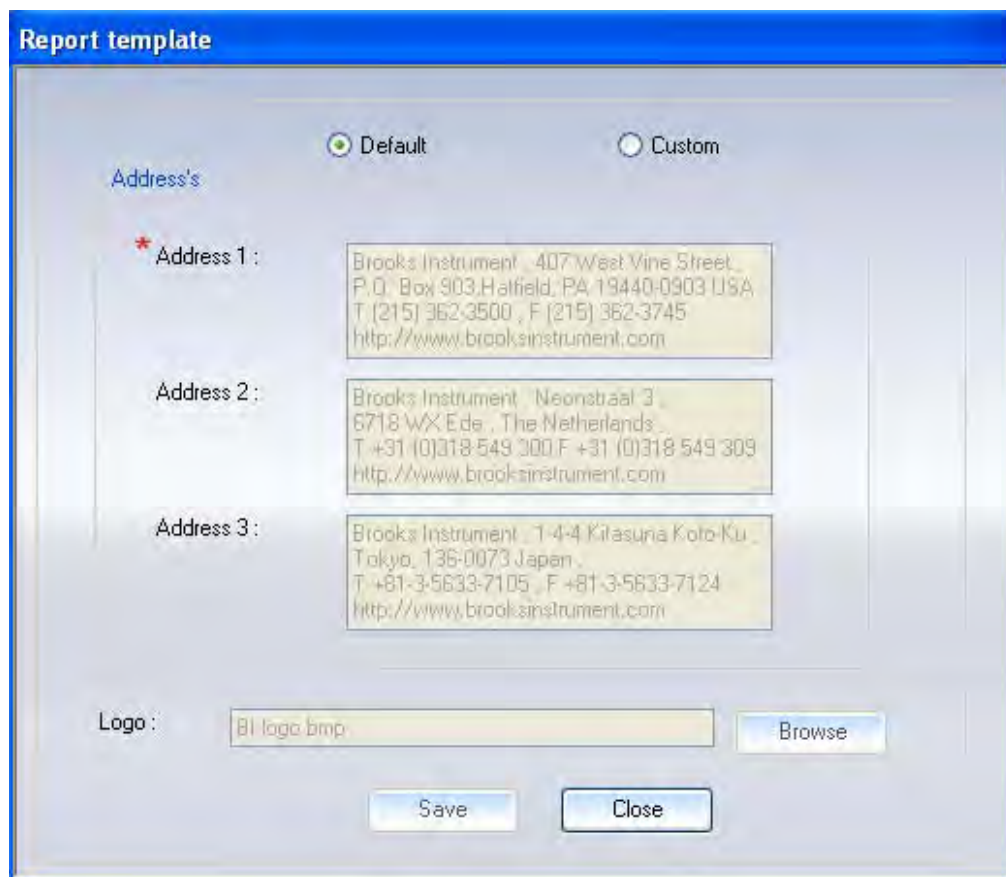 Report template
Default Custom
Address's
* Address 1 :
Brooks Instrument , 407 West Vine Street ,
P.O. Box 903,Hatfield, PA 19440-0903 USA
T (215) 362-3500 , F (215) 362-3745
http://www.brooksinstrument.com
Address 2 :
Brooks Instrument , Neonstraat 3 ,
6718 WX Ede , The Netherlands ,
T +31 (0)318 549 300,F +31 (0)318 549 309
http://www.brooksinstrument.com
Address 3 :
Brooks Instrument , 1-4-4 Kitasuna Koto-Ku ,
Tokyo, 136-0073 Japan ,
T +81-3-5633-7105 , F +81-3-5633-7124
http://www.brooksinstrument.com
Logo : BI logo.bmp Browse
Save Close